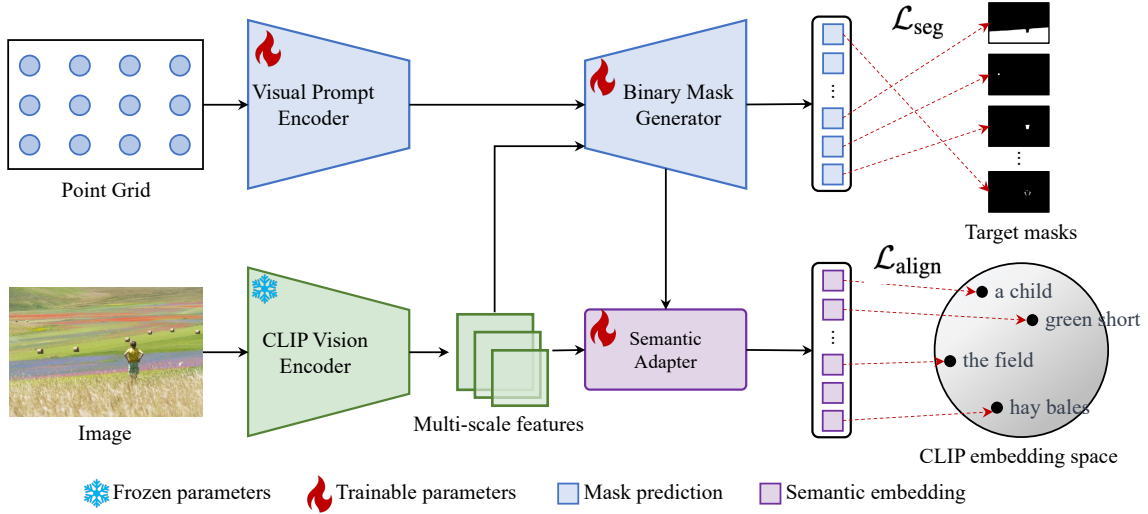 Visual Prompt
Encoder
Binary Mask
Generator
ℒseg
⋮
⋮
Point Grid
Target masks
CLIP Vision
Encoder
Semantic
Adapter
ℒalign
a child
green short
⋮
the field
hay bales
Image
Multi-scale features
CLIP embedding space
Frozen parameters
Trainable parameters
Mask prediction
Semantic embedding